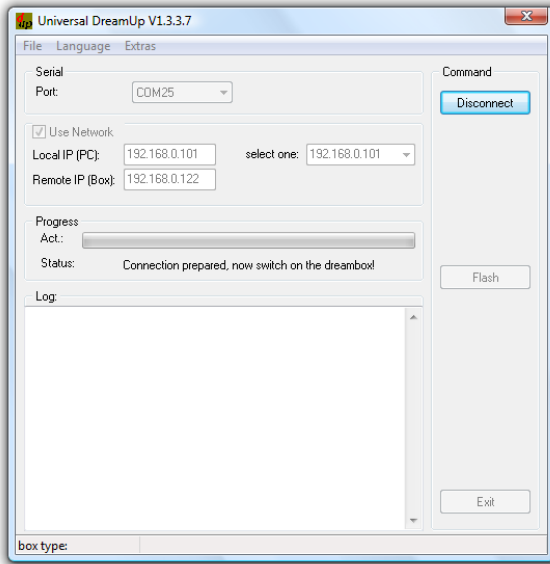 Universal DreamUp V1.3.3.7
File Language Extras
Serial
Port: COM25
Use Network
Local IP (PC): 192.168.0.101 select one: 192.168.0.101
Remote IP (Box): 192.168.0.122
Progress
Act.:
Status: Connection prepared, now switch on the dreambox!
Log:
Command
Disconnect
Flash
Exit
box type: